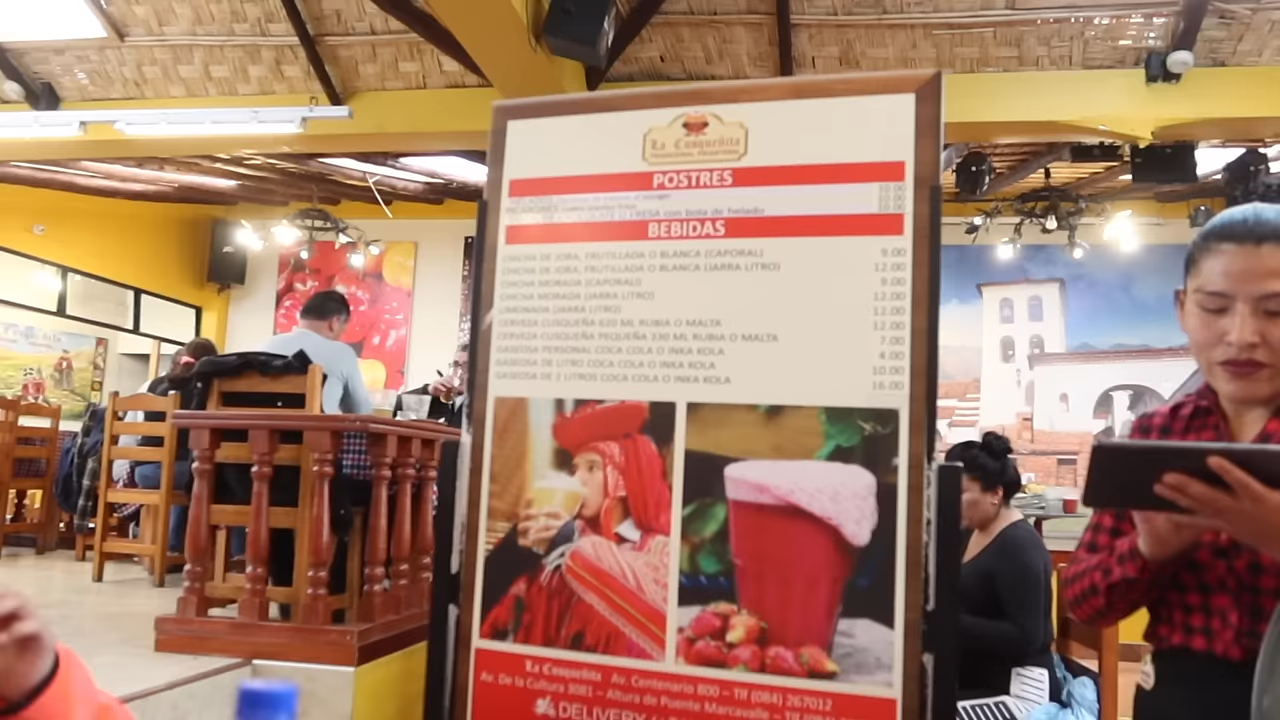 La Cusqueñita
POSTRES
10.00
10.00
O FRESA con bola de helado 10.00
BEBIDAS
CHICHA DE JORA, FRUTILLADA O BLANCA (CAPORAL) 9.00
CHICHA DE JORA, FRUTILLADA O BLANCA (JARRA LITRO) 12.00
CHICHA MORADA (CAPORAL) 9.00
CHICHA MORADA (JARRA LITRO) 12.00
LIMONADA (JARRA LITRO) 12.00
CERVEZA CUSQUEÑA 620 ML RUBIA O MALTA 12.00
CERVEZA CUSQUEÑA PEQUEÑA 330 ML RUBIA O MALTA 7.00
GASEOSA PERSONAL COCA COLA O INKA KOLA 4.00
GASEOSA DE LITRO COCA COLA O INKA KOLA 10.00
GASEOSA DE 2 LITROS COCA COLA O INKA KOLA 16.00
La Cusqueñita Av. Centenario 800 – Tlf (084) 267012
Av. De la Cultura 3081 – Altura de Puente Marcavalle – Tlf
DELIVERY